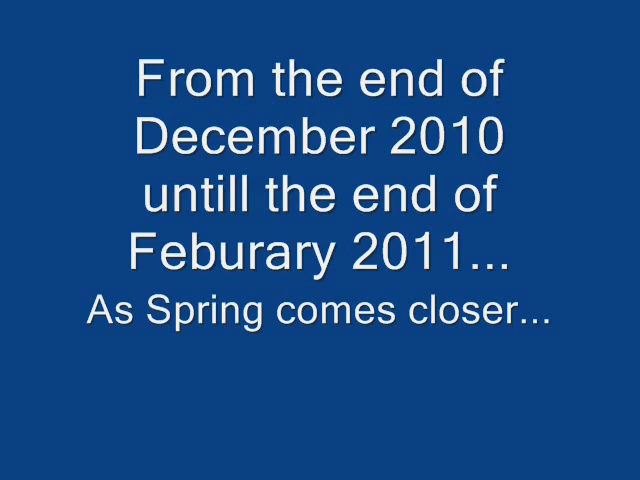 From the end of
December 2010
untill the end of
Feburary 2011...
As Spring comes closer...